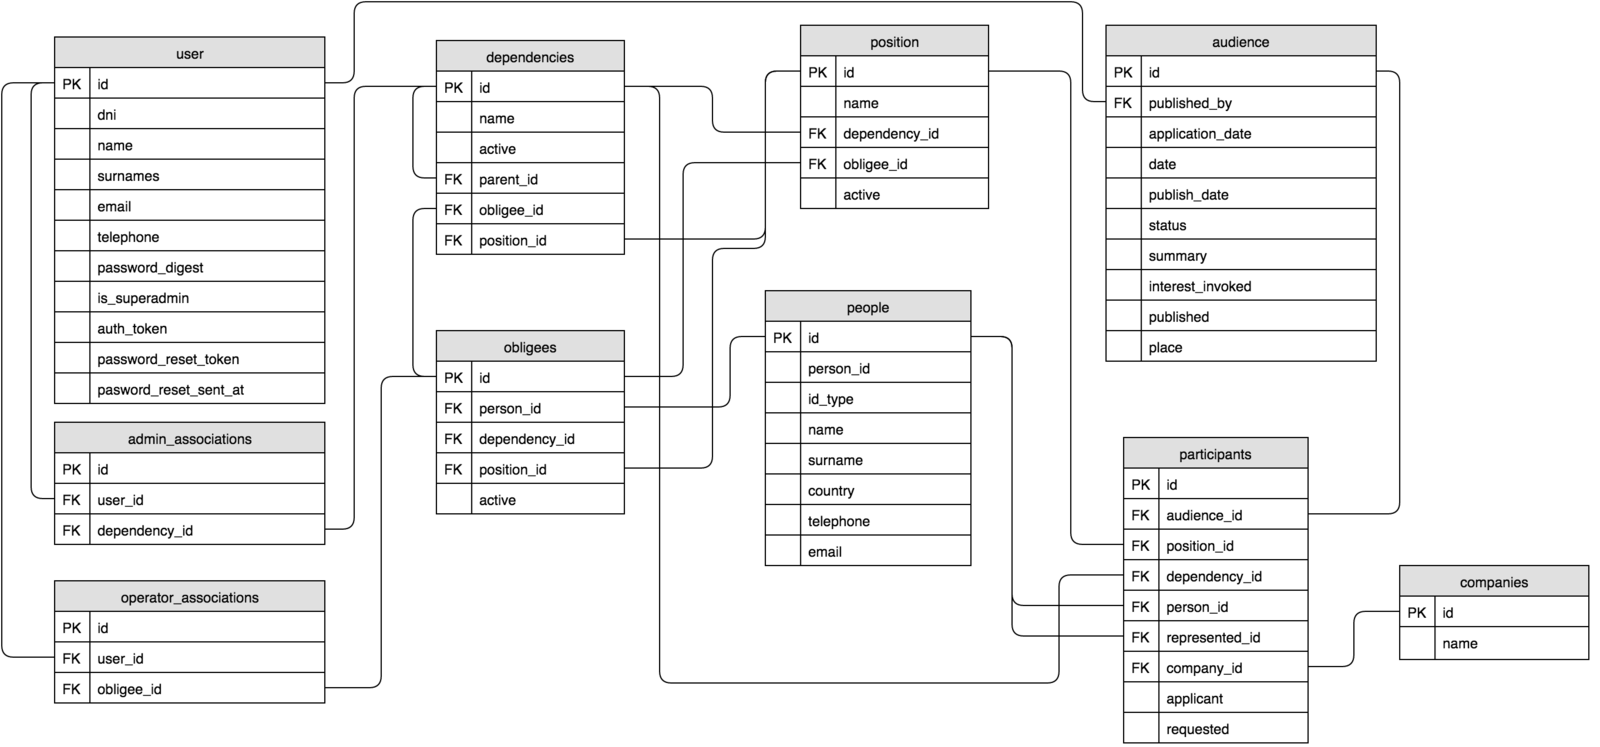 user
PK id
dni
name
surnames
email
telephone
password_digest
is_superadmin
auth_token
password_reset_token
pasword_reset_sent_at
admin_associations
PK id
FK user_id
FK dependency_id
operator_associations
PK id
FK user_id
FK obligee_id
dependencies
PK id
name
active
FK parent_id
FK obligee_id
FK position_id
obligees
PK id
FK person_id
FK dependency_id
FK position_id
active
position
PK id
name
FK dependency_id
FK obligee_id
active
people
PK id
person_id
id_type
name
surname
country
telephone
email
audience
PK id
FK published_by
application_date
date
publish_date
status
summary
interest_invoked
published
place
participants
PK id
FK audience_id
FK position_id
FK dependency_id
FK person_id
FK represented_id
FK company_id
applicant
requested
companies
PK id
name